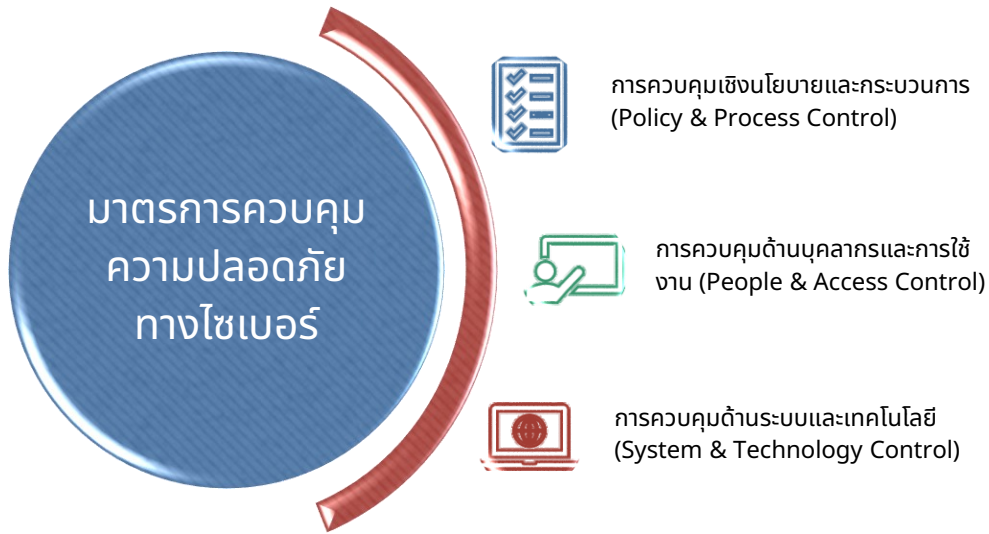 มาตรการควบคุม
ความปลอดภัย
ทางไซเบอร์
การควบคุมเชิงนโยบายและกระบวนการ
(Policy & Process Control)
การควบคุมด้านบุคลากรและการใช้
งาน (People & Access Control)
การควบคุมด้านระบบและเทคโนโลยี
(System & Technology Control)